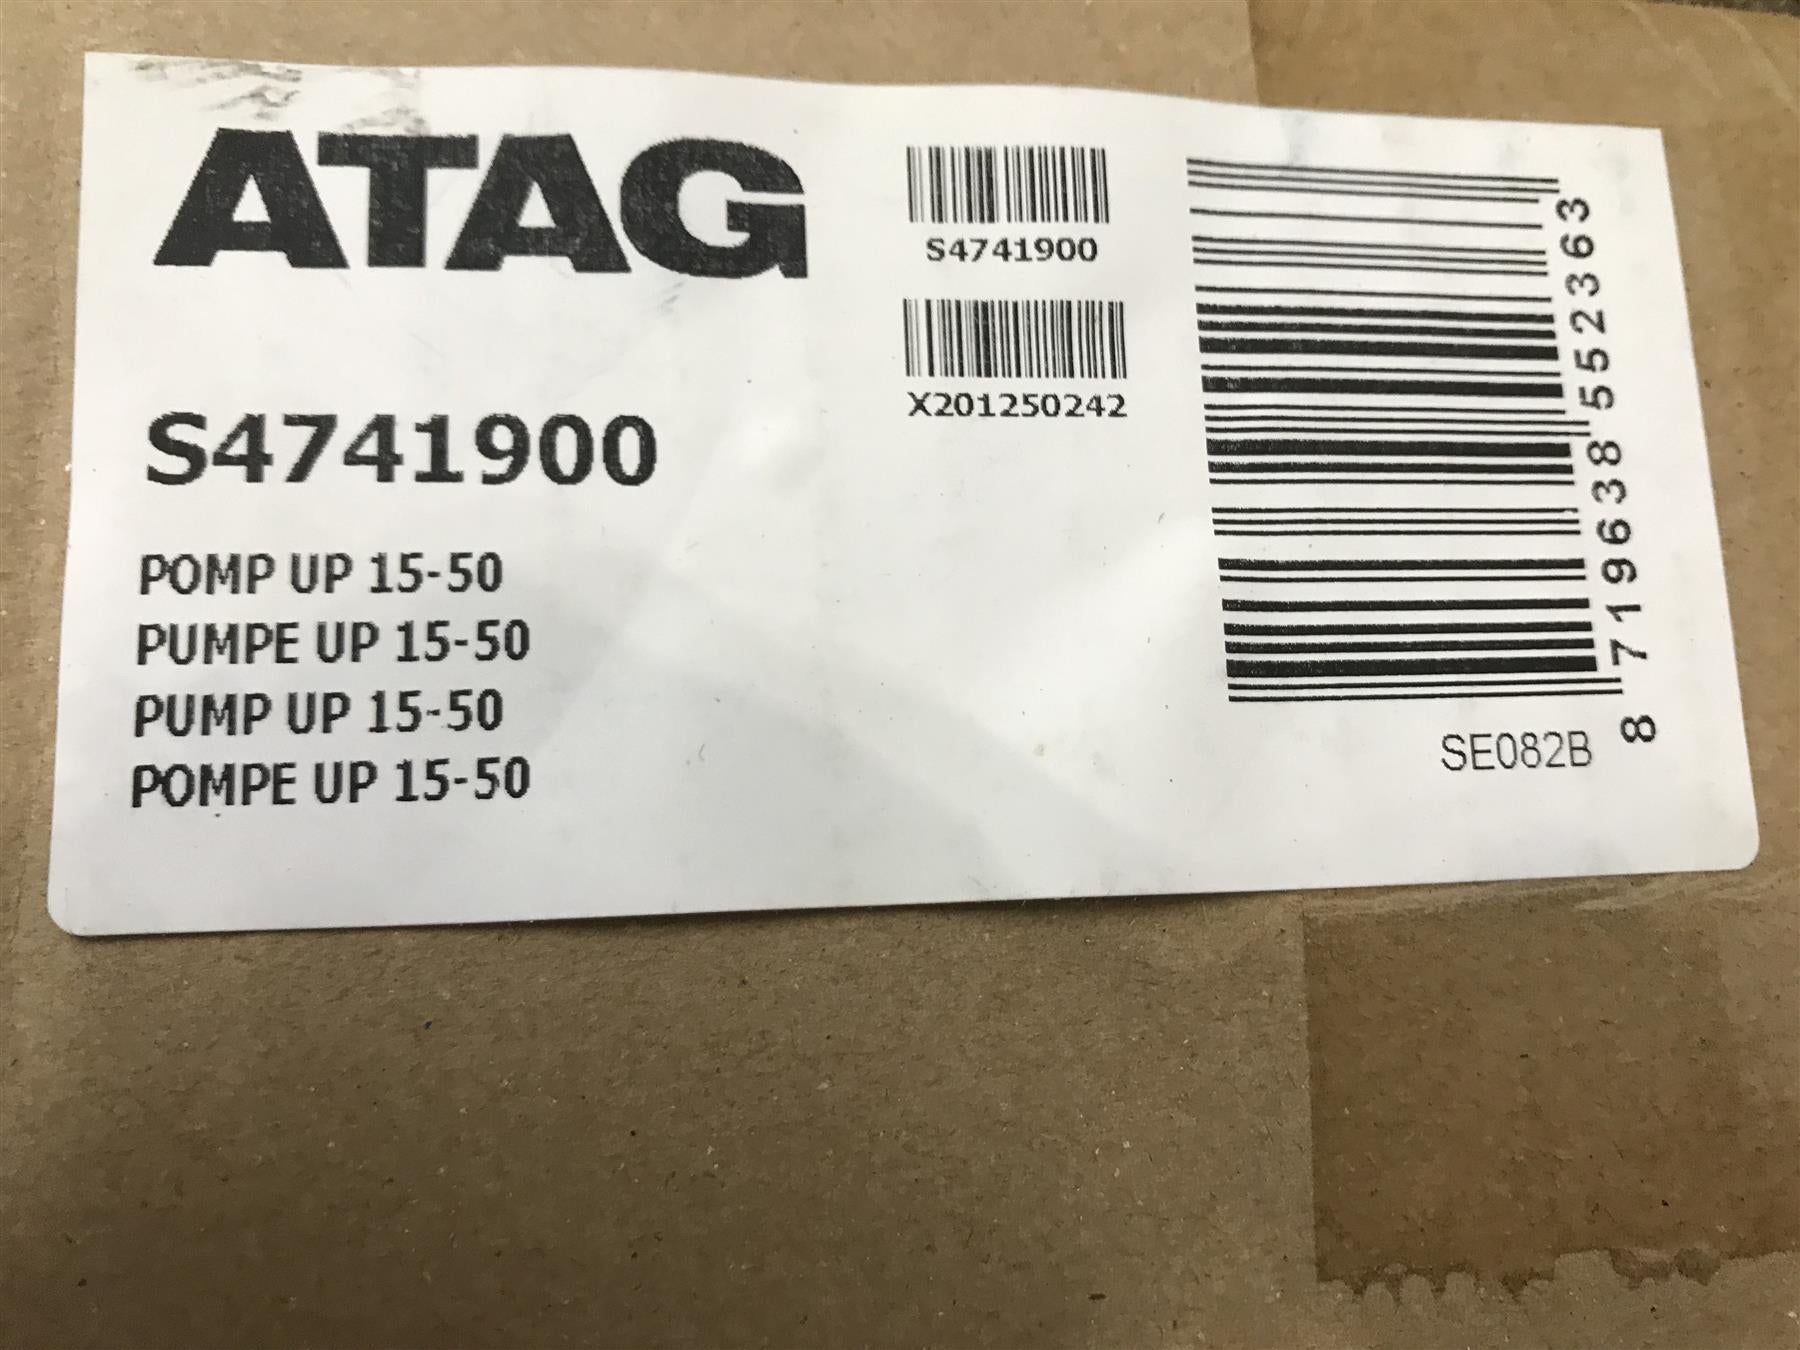 ATAG
S4741900
POMP UP 15-50
PUMPE UP 15-50
PUMP UP 15-50
POMPE UP 15-50
S4741900
X201250242
8719638552363
SE082B